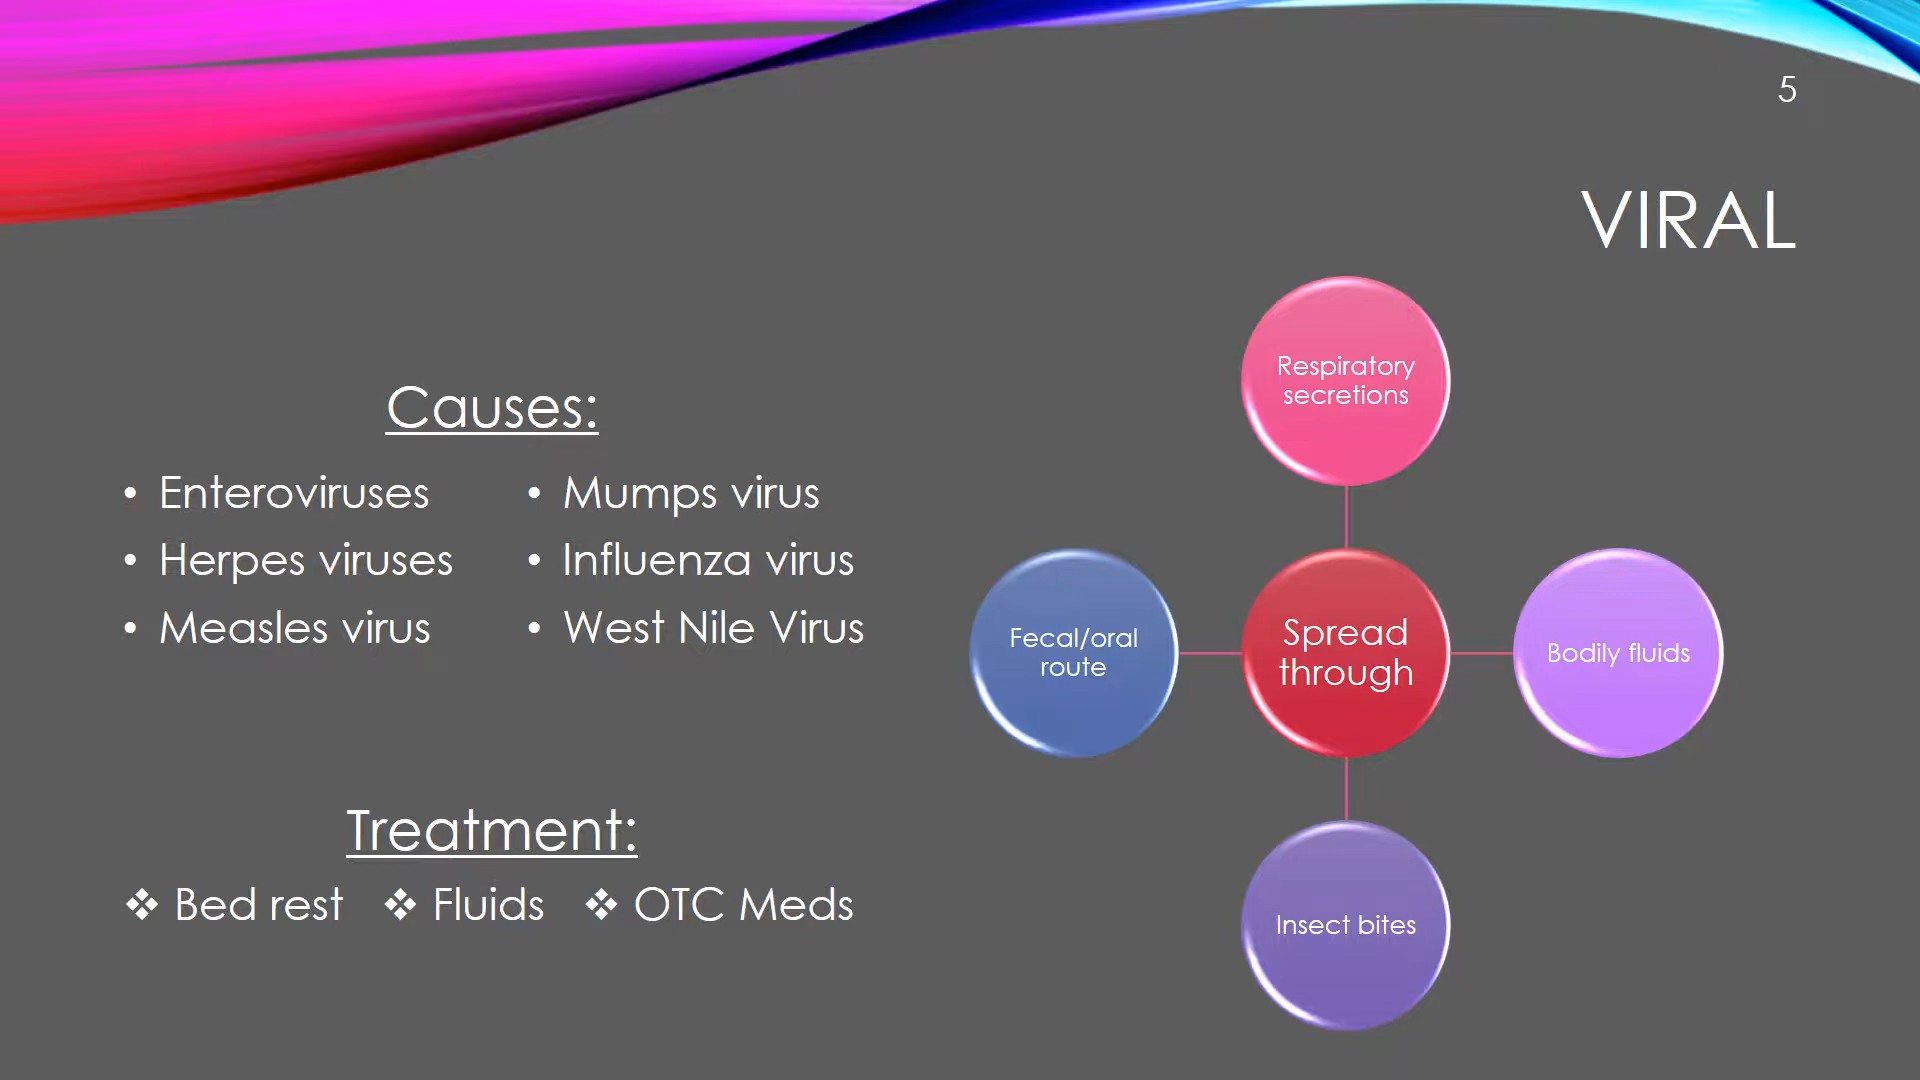 5
VIRAL
Causes:
• Enteroviruses
• Herpes viruses
• Measles virus
• Mumps virus
• Influenza virus
• West Nile Virus
Treatment:
❖ Bed rest ❖ Fluids ❖ OTC Meds
Respiratory
secretions
Fecal/oral
route
Spread
through
Bodily fluids
Insect bites